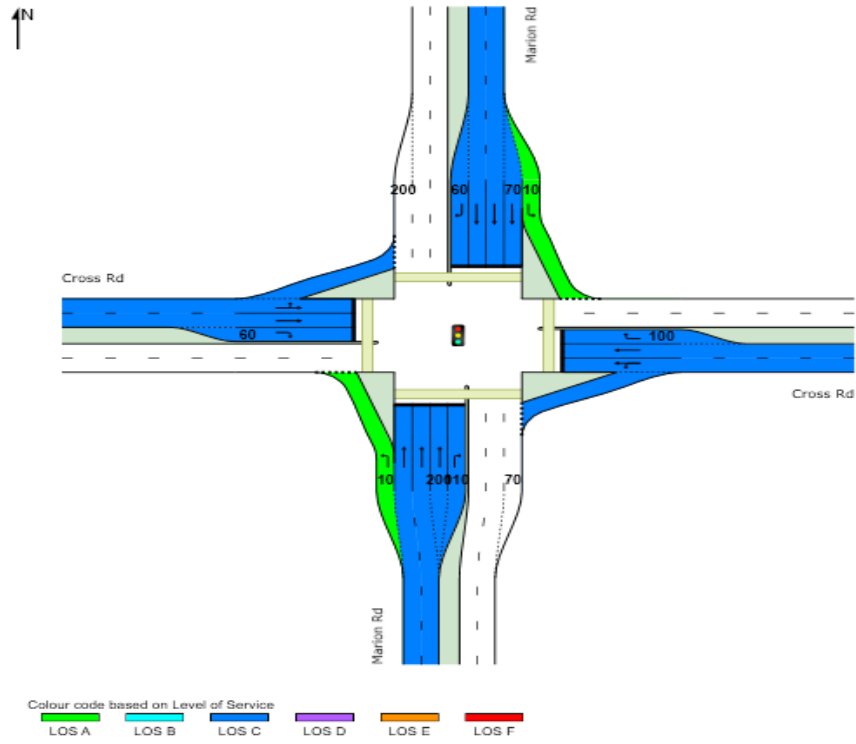 N
Marion Rd
200 60 70 10
Cross Rd
60
100
Cross Rd
10 200 110 70
Marion Rd
Colour code based on Level of Service
LOS A LOS B LOS C LOS D LOS E LOS F